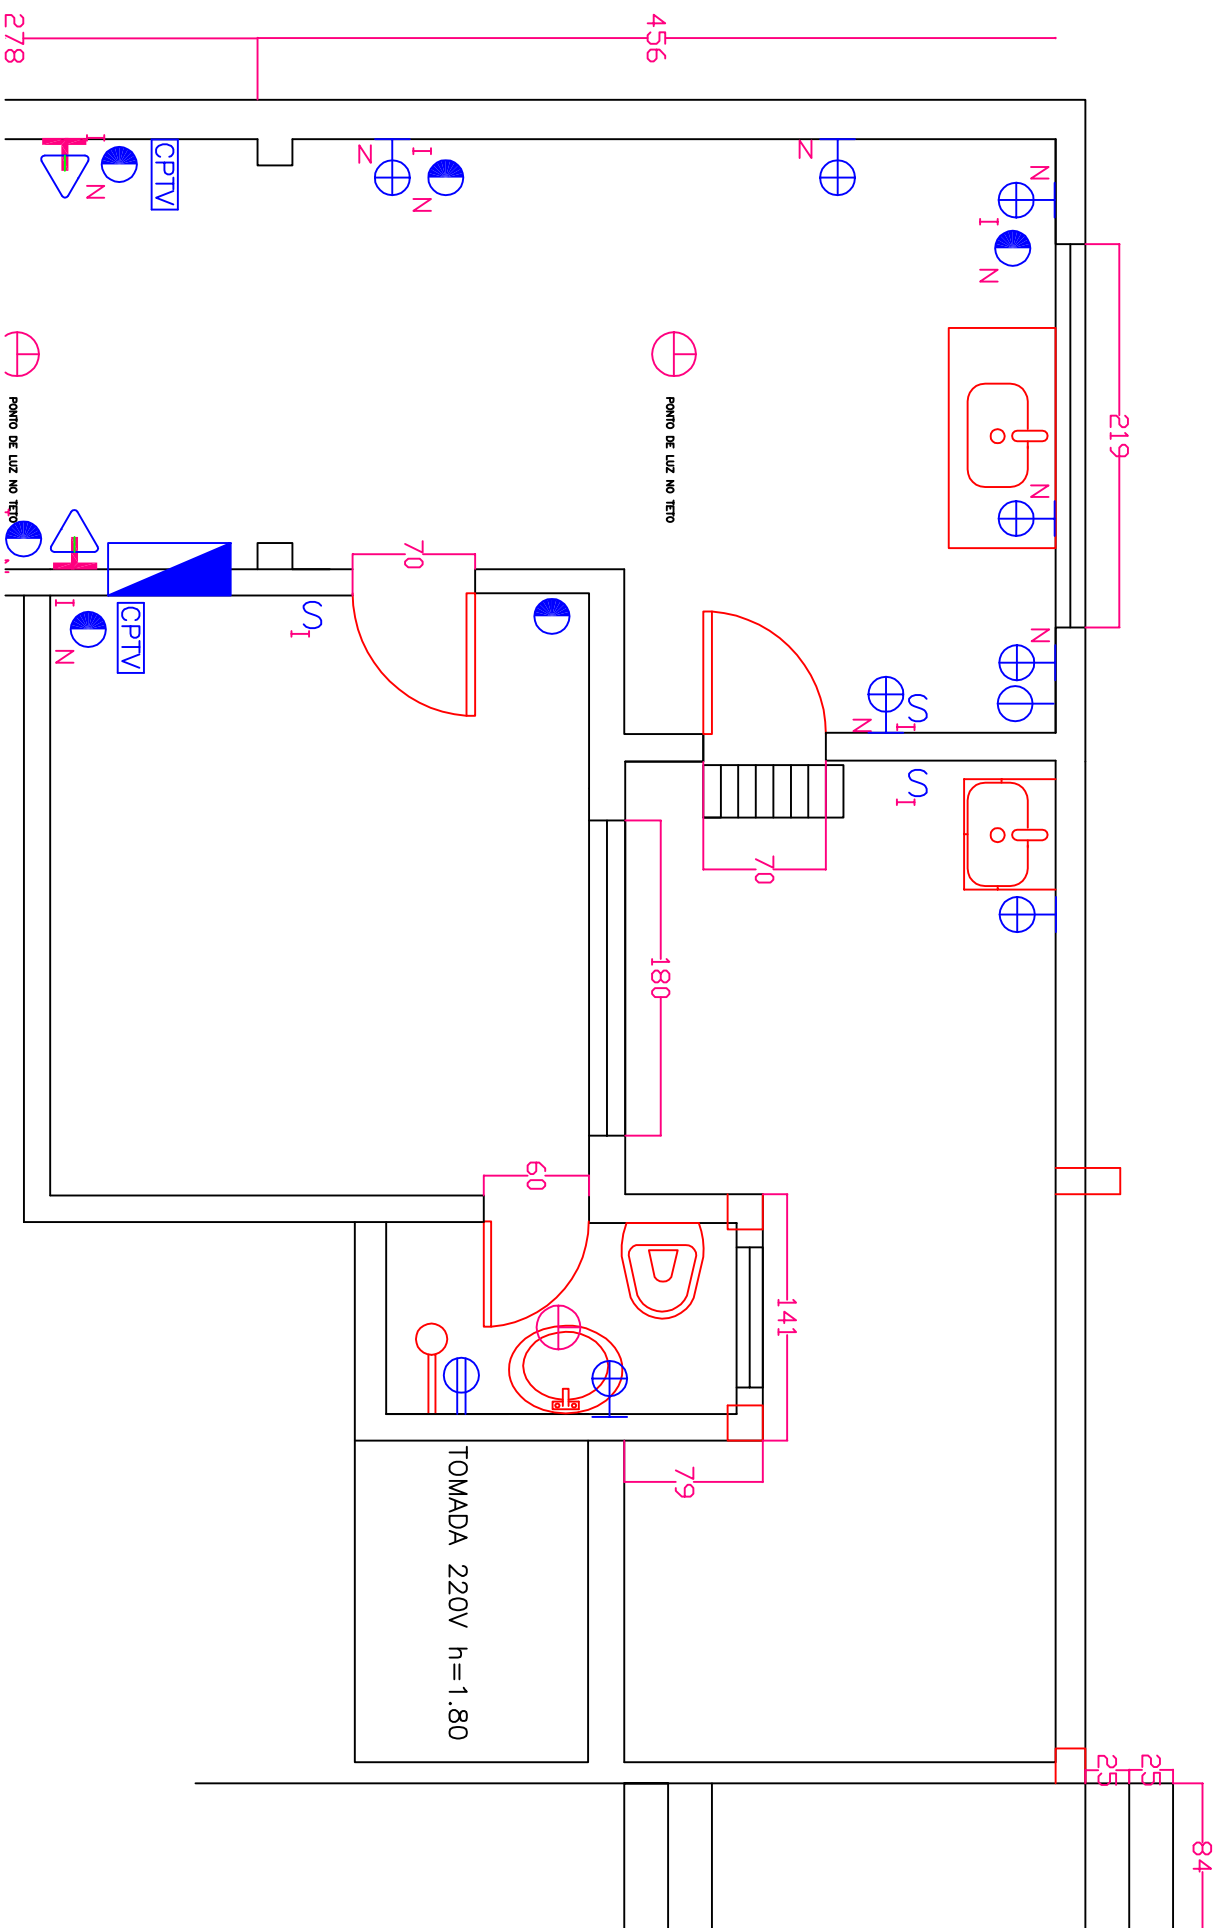 278
456
I
N
CPTV
N
I
N
N
N
I
N
219
PONTO DE LUZ NO TETO
PONTO DE LUZ NO TETO
N
70
I
N
CPTV
S
I
N
S
I
N
S
I
70
180
60
141
79
TOMADA 220V h=1.80
25
25
84